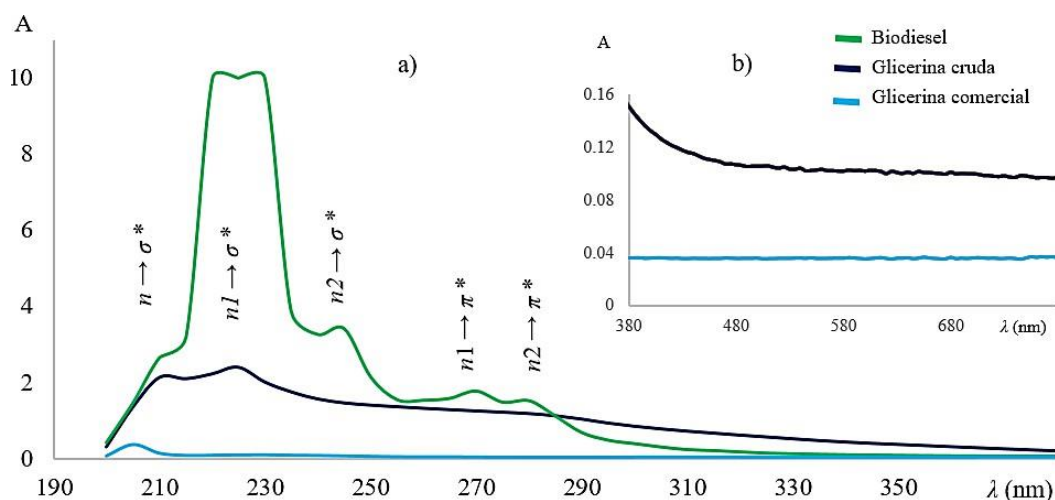 A
10
8
6
4
2
0
190
210
230
250
270
290
310
350
λ (nm)
a)
n → σ*
n1 → σ*
n2 → σ*
n1 → π*
n2 → π*
A
b)
0.16
0.12
0.08
0.04
0
380
480
580
680
λ (nm)
Biodiesel
Glicerina cruda
Glicerina comercial